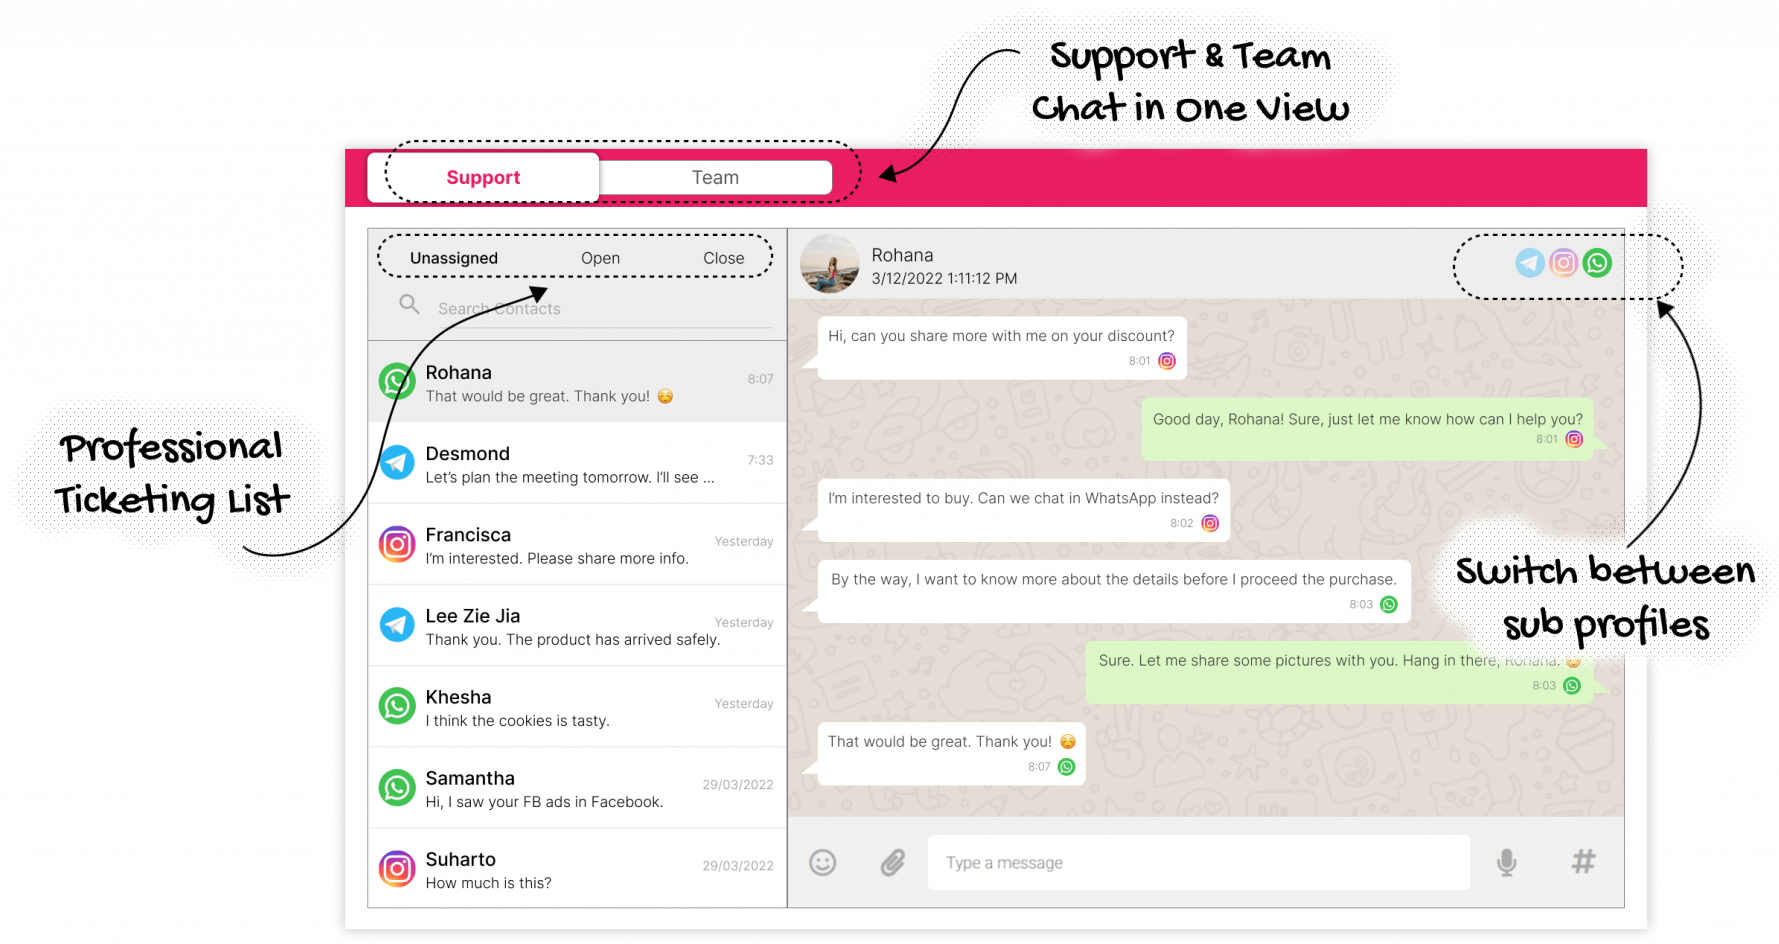 Support & Team
Chat in One View
Support
Team
Unassigned
Open
Close
Search Contacts
Rohana
8:07
That would be great. Thank you! ☺️
Desmond
7:33
Let's plan the meeting tomorrow. I'll see ...
Francisca
Yesterday
I'm interested. Please share more info.
Lee Zie Jia
Yesterday
Thank you. The product has arrived safely.
Khesha
Yesterday
I think the cookies is tasty.
Samantha
29/03/2022
Hi, I saw your FB ads in Facebook.
Suharto
29/03/2022
How much is this?
Rohana
3/12/2022 1:11:12 PM
Hi, can you share more with me on your discount?
8:01
Good day, Rohana! Sure, just let me know how can I help you?
8:01
I'm interested to buy. Can we chat in WhatsApp instead?
8:02
By the way, I want to know more about the details before I proceed the purchase.
8:03
Sure. Let me share some pictures with you. Hang in there, Rohana. ☺️
8:03
That would be great. Thank you! ☺️
8:07
Type a message
#
Professional
Ticketing List
Switch between
sub profiles